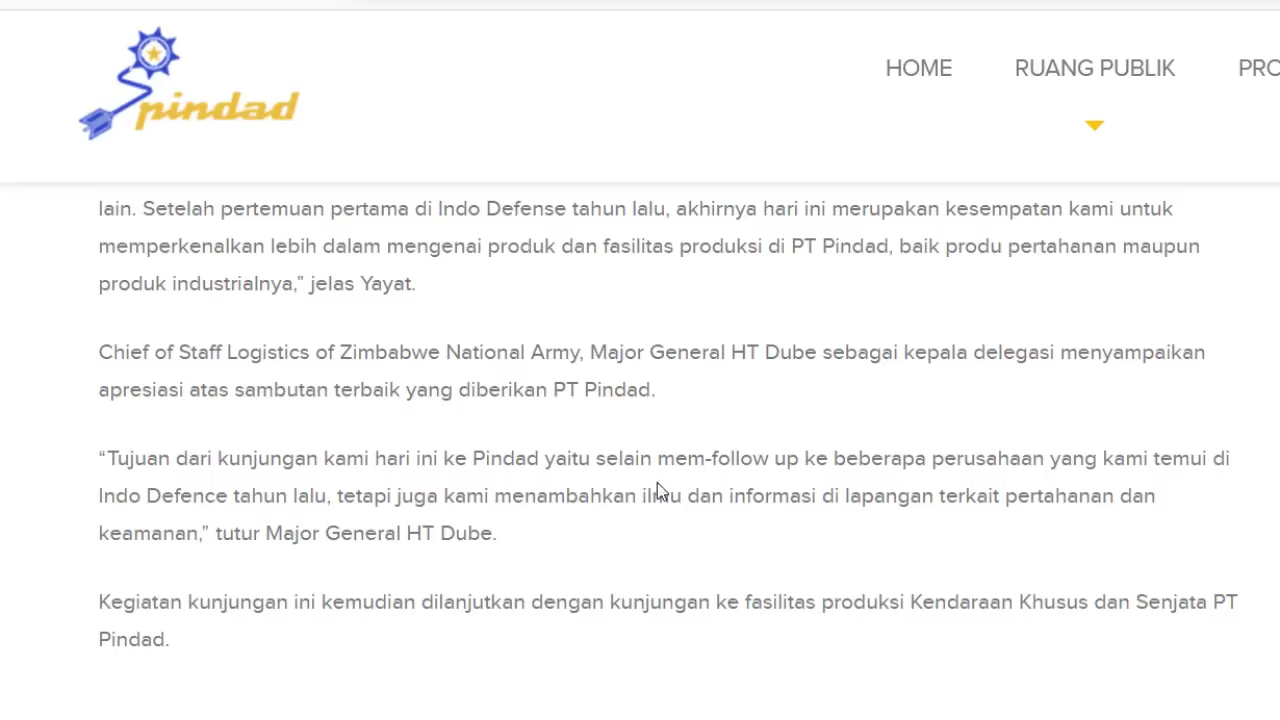 pindad
HOME
RUANG PUBLIK
PRO
lain. Setelah pertemuan pertama di Indo Defense tahun lalu, akhirnya hari ini merupakan kesempatan kami untuk
memperkenalkan lebih dalam mengenai produk dan fasilitas produksi di PT Pindad, baik produ pertahanan maupun
produk industrialnya,” jelas Yayat.
Chief of Staff Logistics of Zimbabwe National Army, Major General HT Dube sebagai kepala delegasi menyampaikan
apresiasi atas sambutan terbaik yang diberikan PT Pindad.
“Tujuan dari kunjungan kami hari ini ke Pindad yaitu selain mem-follow up ke beberapa perusahaan yang kami temui di
Indo Defence tahun lalu, tetapi juga kami menambahkan ilmu dan informasi di lapangan terkait pertahanan dan
keamanan,” tutur Major General HT Dube.
Kegiatan kunjungan ini kemudian dilanjutkan dengan kunjungan ke fasilitas produksi Kendaraan Khusus dan Senjata PT
Pindad.